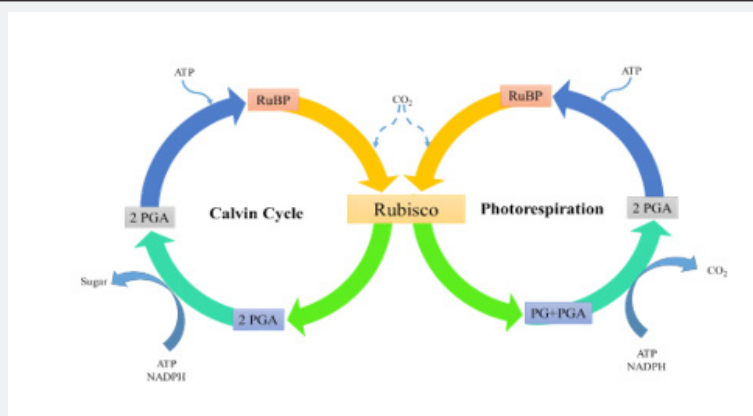 ATP
RuBP
CO₂
RuBP
ATP
2 PGA
Calvin Cycle
Rubisco
Photorespiration
2 PGA
Sugar
CO₂
2 PGA
PG+PGA
ATP
NADPH
ATP
NADPH